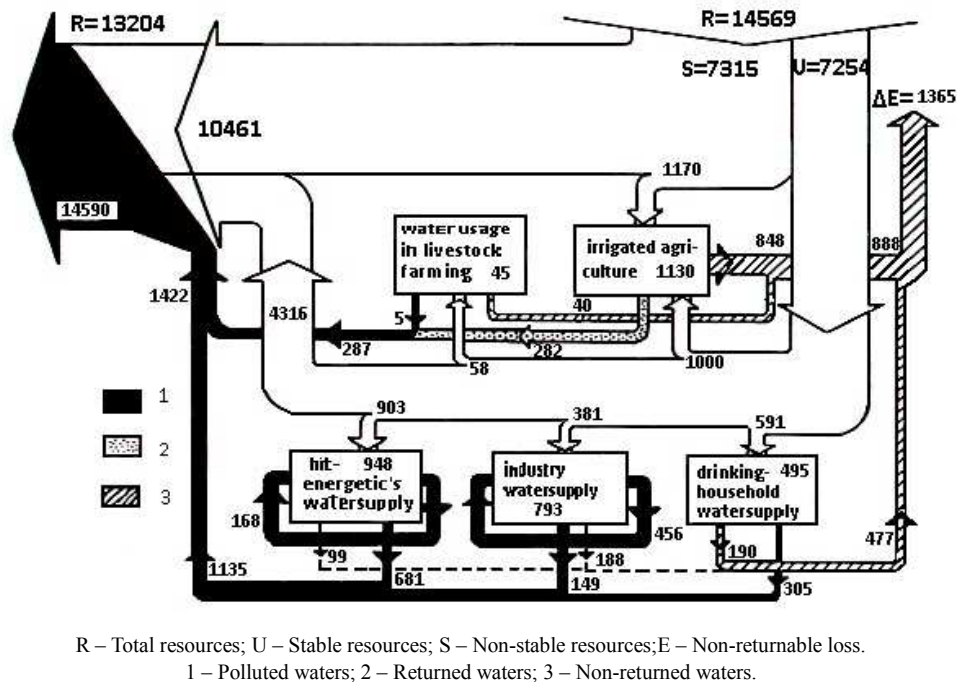 R=13204
R=14569
S=7315
U=7254
ΔE= 1365
10461
1170
14590
water usage
in livestock
farming 45
irrigated agri-
culture 1130
848
888
1422
4316
5
40
287
282
58
1000
1
903
381
591
2
hit- 948
energetic's
watersupply
industry
watersupply
793
drinking- 495
household
watersupply
3
168
456
477
99
188
190
1135
681
149
305
R – Total resources; U – Stable resources; S – Non-stable resources;E – Non-returnable loss.
1 – Polluted waters; 2 – Returned waters; 3 – Non-returned waters.